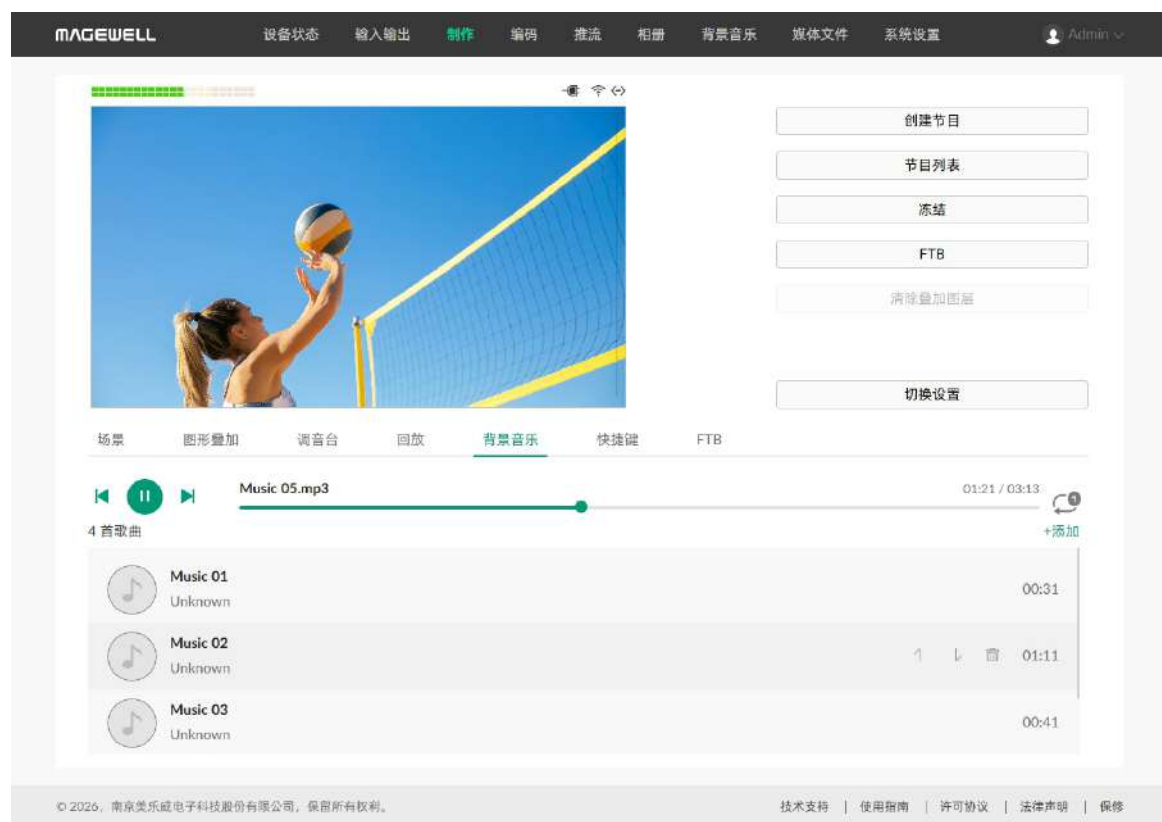 MAGEWELL 设备状态 输入输出 制作 编码 推流 相册 背景音乐 媒体文件 系统设置 Admin
创建节目
节目列表
冻结
FTB
清除叠加图层
切换设置
场景 图形叠加 调音台 回放 背景音乐 快捷键 FTB
Music 05.mp3 01:21 / 03:13 1
4 首歌曲 +添加
Music 01
Unknown 00:31
Music 02
Unknown 01:11
Music 03
Unknown 00:41
© 2026，南京美乐威电子科技股份有限公司，保留所有权利。 技术支持 | 使用指南 | 许可协议 | 法律声明 | 保修